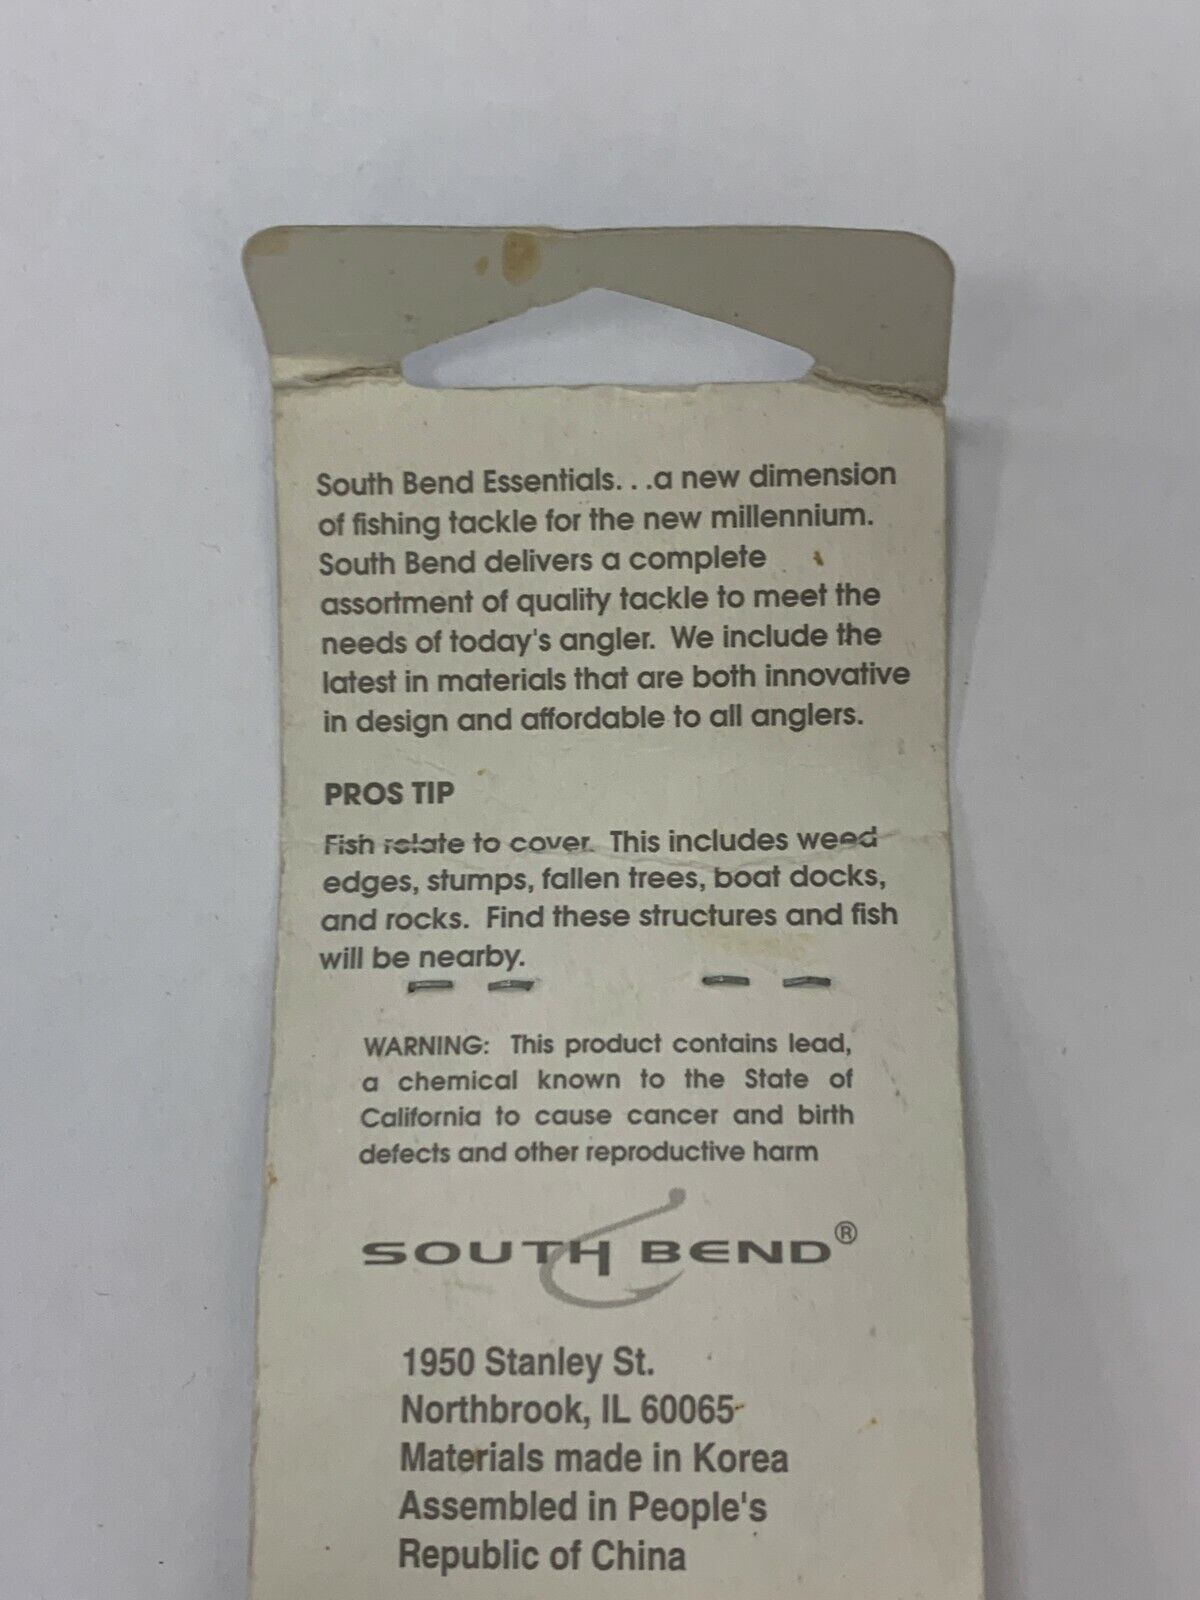 South Bend Essentials. . .a new dimension
of fishing tackle for the new millennium.
South Bend delivers a complete
assortment of quality tackle to meet the
needs of today's angler. We include the
latest in materials that are both innovative
in design and affordable to all anglers.
PROS TIP
Fish relate to cover. This includes weed
edges, stumps, fallen trees, boat docks,
and rocks. Find these structures and fish
will be nearby.
WARNING: This product contains lead,
a chemical known to the State of
California to cause cancer and birth
defects and other reproductive harm
SOUTH BEND®
1950 Stanley St.
Northbrook, IL 60065
Materials made in Korea
Assembled in People's
Republic of China